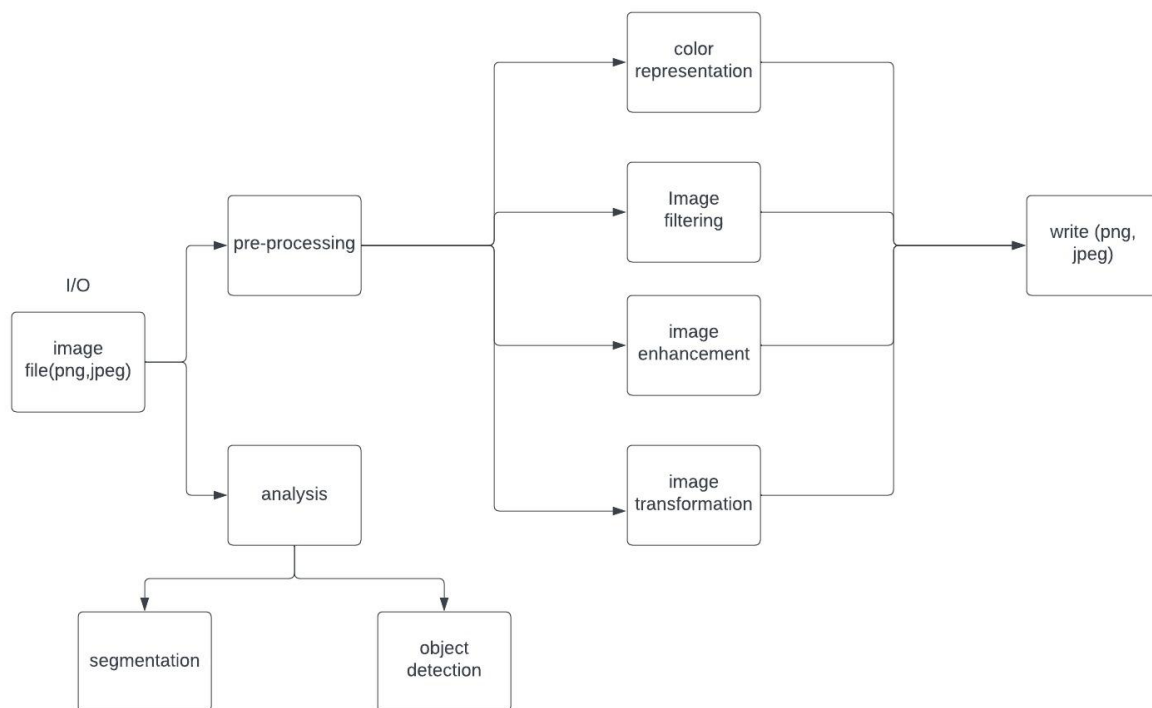 color
representation
Image
filtering
pre-processing
write (png,
jpeg)
I/O
image
file(png,jpeg)
image
enhancement
analysis
image
transformation
segmentation
object
detection